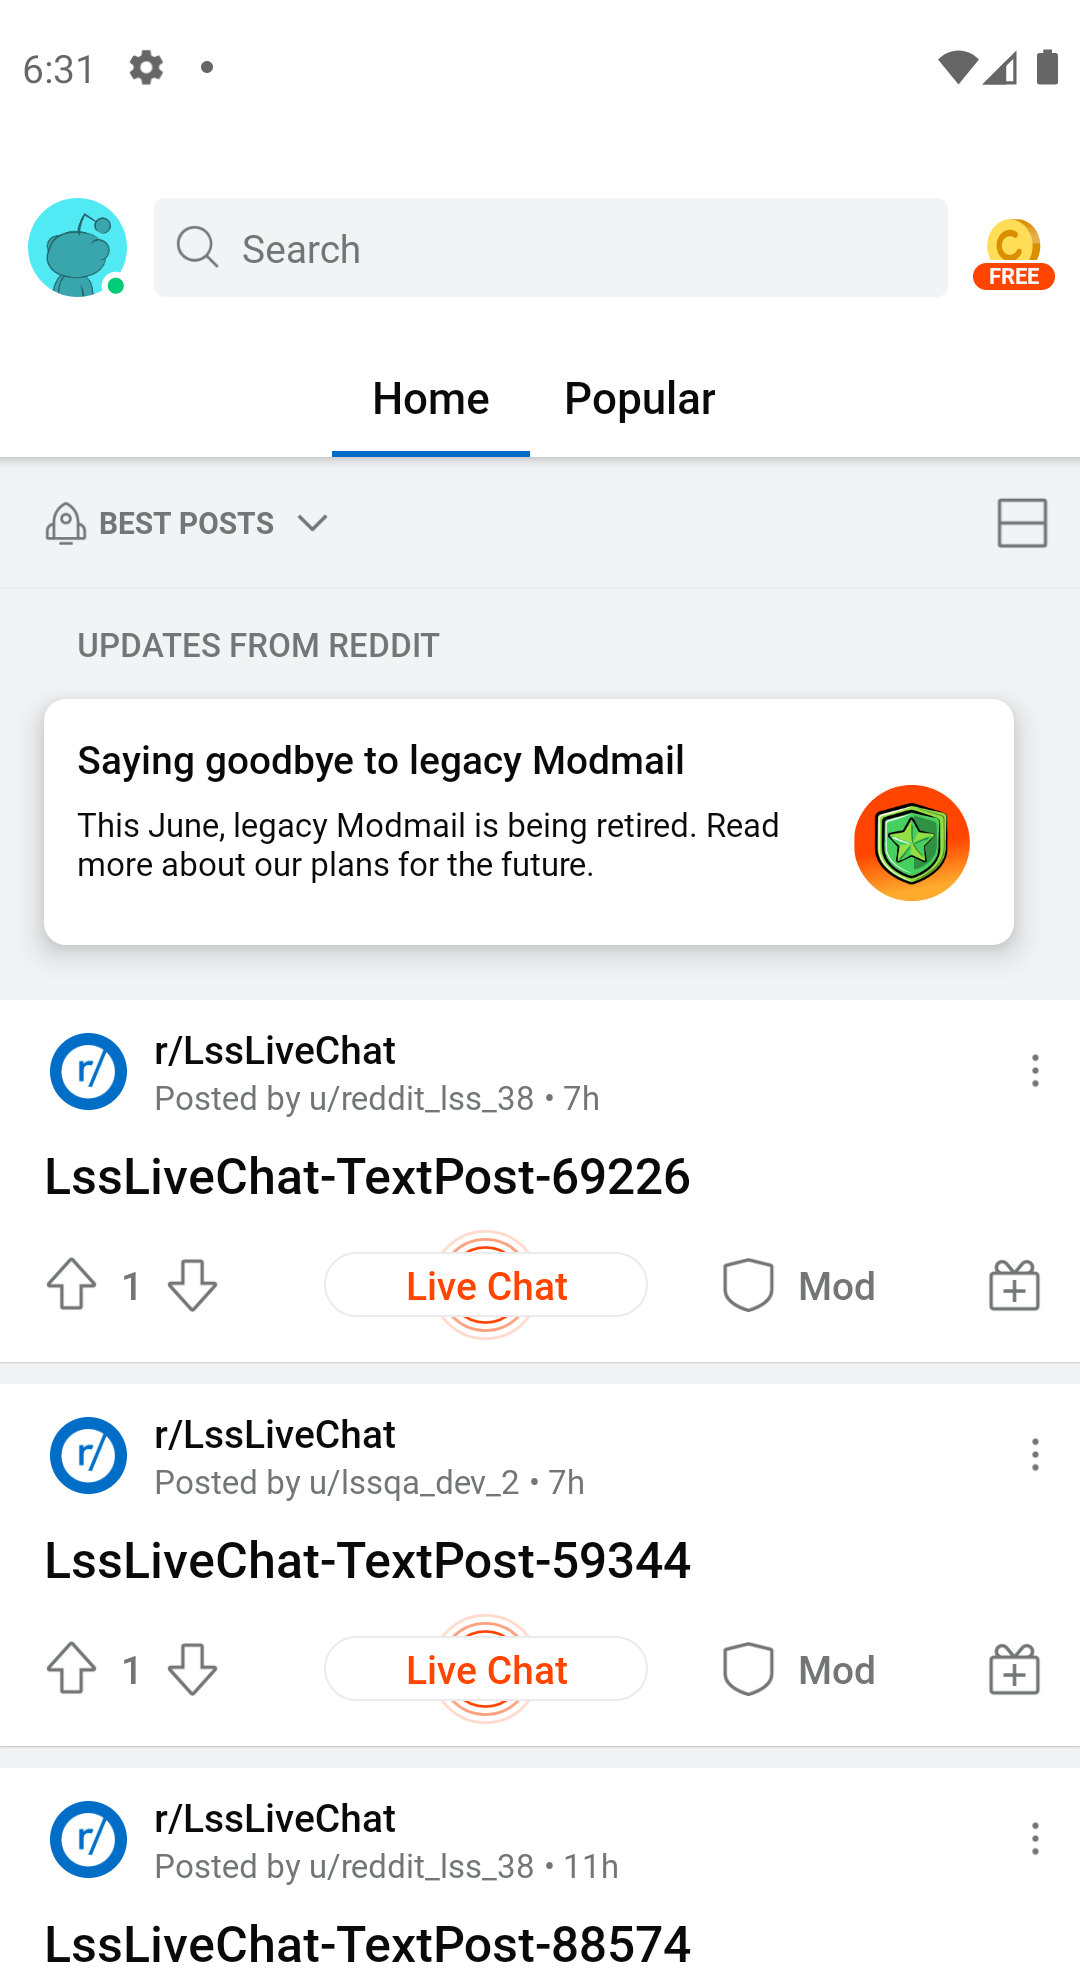 6:31
Search
C
FREE
Home Popular
BEST POSTS
UPDATES FROM REDDIT
Saying goodbye to legacy Modmail
This June, legacy Modmail is being retired. Read
more about our plans for the future.
r/
r/LssLiveChat
Posted by u/reddit_lss_38 • 7h
LssLiveChat-TextPost-69226
1 Live Chat Mod
r/
r/LssLiveChat
Posted by u/lssqa_dev_2 • 7h
LssLiveChat-TextPost-59344
1 Live Chat Mod
r/
r/LssLiveChat
Posted by u/reddit_lss_38 • 11h
LssLiveChat-TextPost-88574